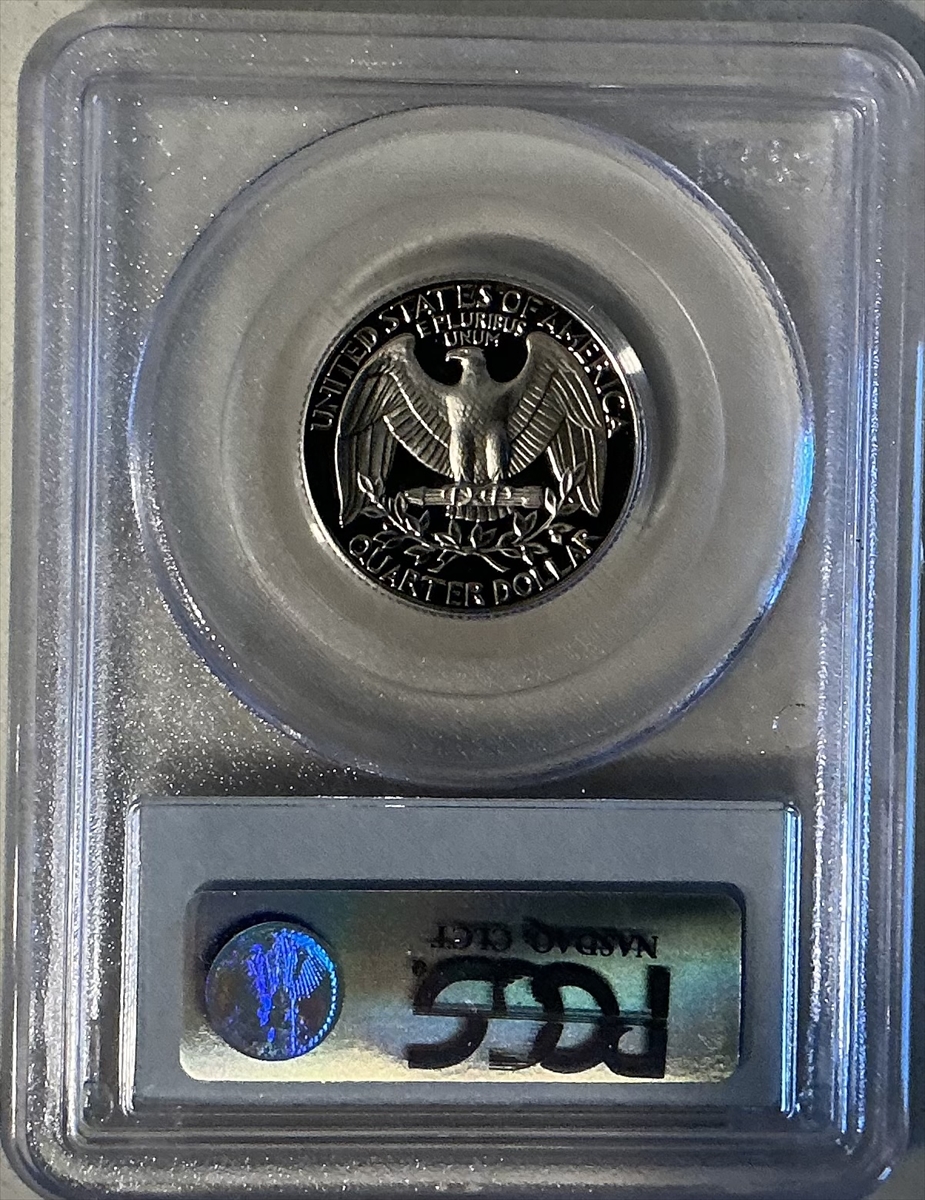 UNITED STATES OF AMERICA
E PLURIBUS
UNUM
QUARTER DOLLAR
NASDAQ: CLCT
PCGS®